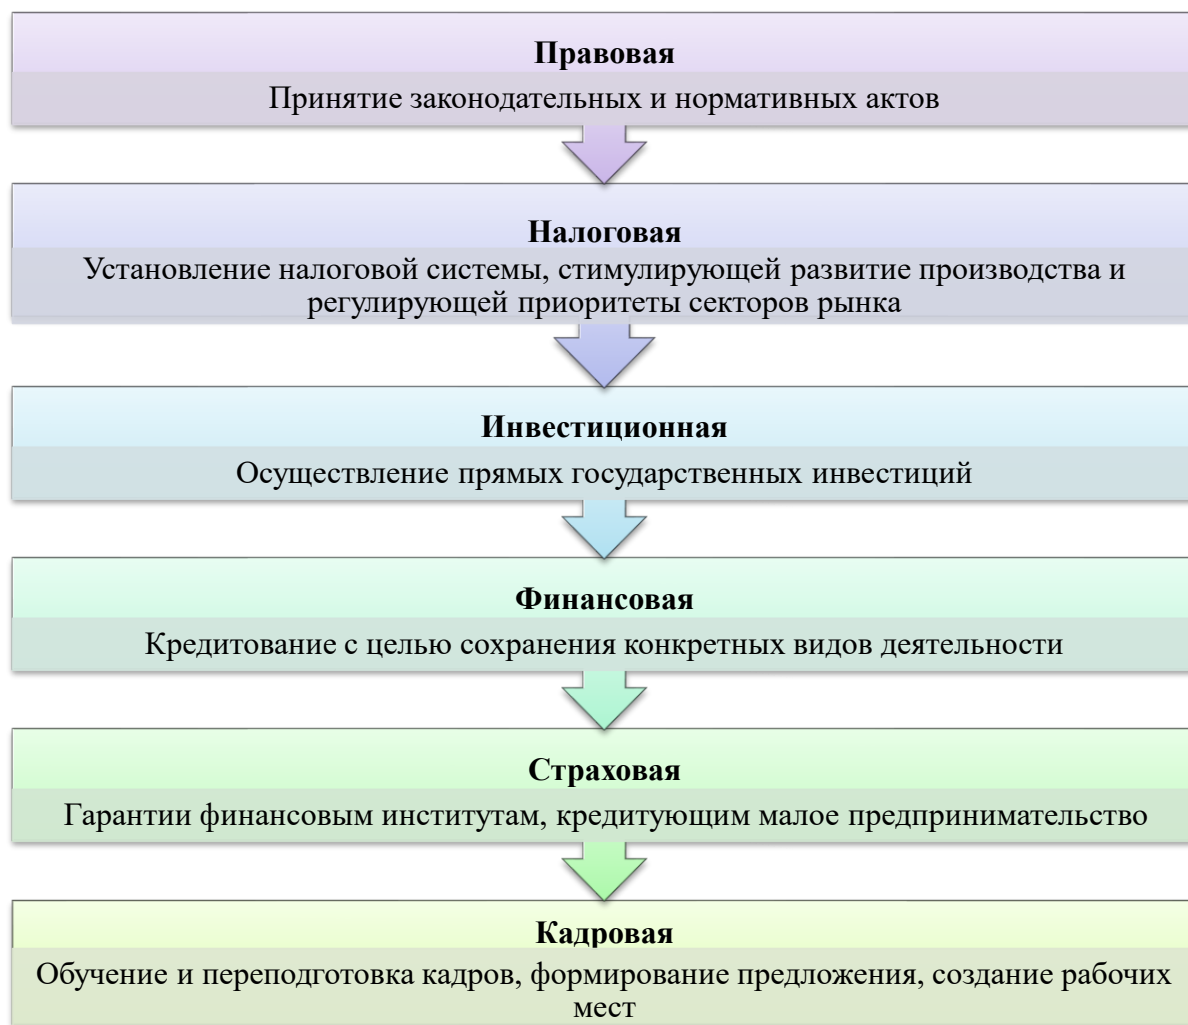 Правовая
Принятие законодательных и нормативных актов
Налоговая
Установление налоговой системы, стимулирующей развитие производства и
регулирующей приоритеты секторов рынка
Инвестиционная
Осуществление прямых государственных инвестиций
Финансовая
Кредитование с целью сохранения конкретных видов деятельности
Страховая
Гарантии финансовым институтам, кредитующим малое предпринимательство
Кадровая
Обучение и переподготовка кадров, формирование предложения, создание рабочих
мест